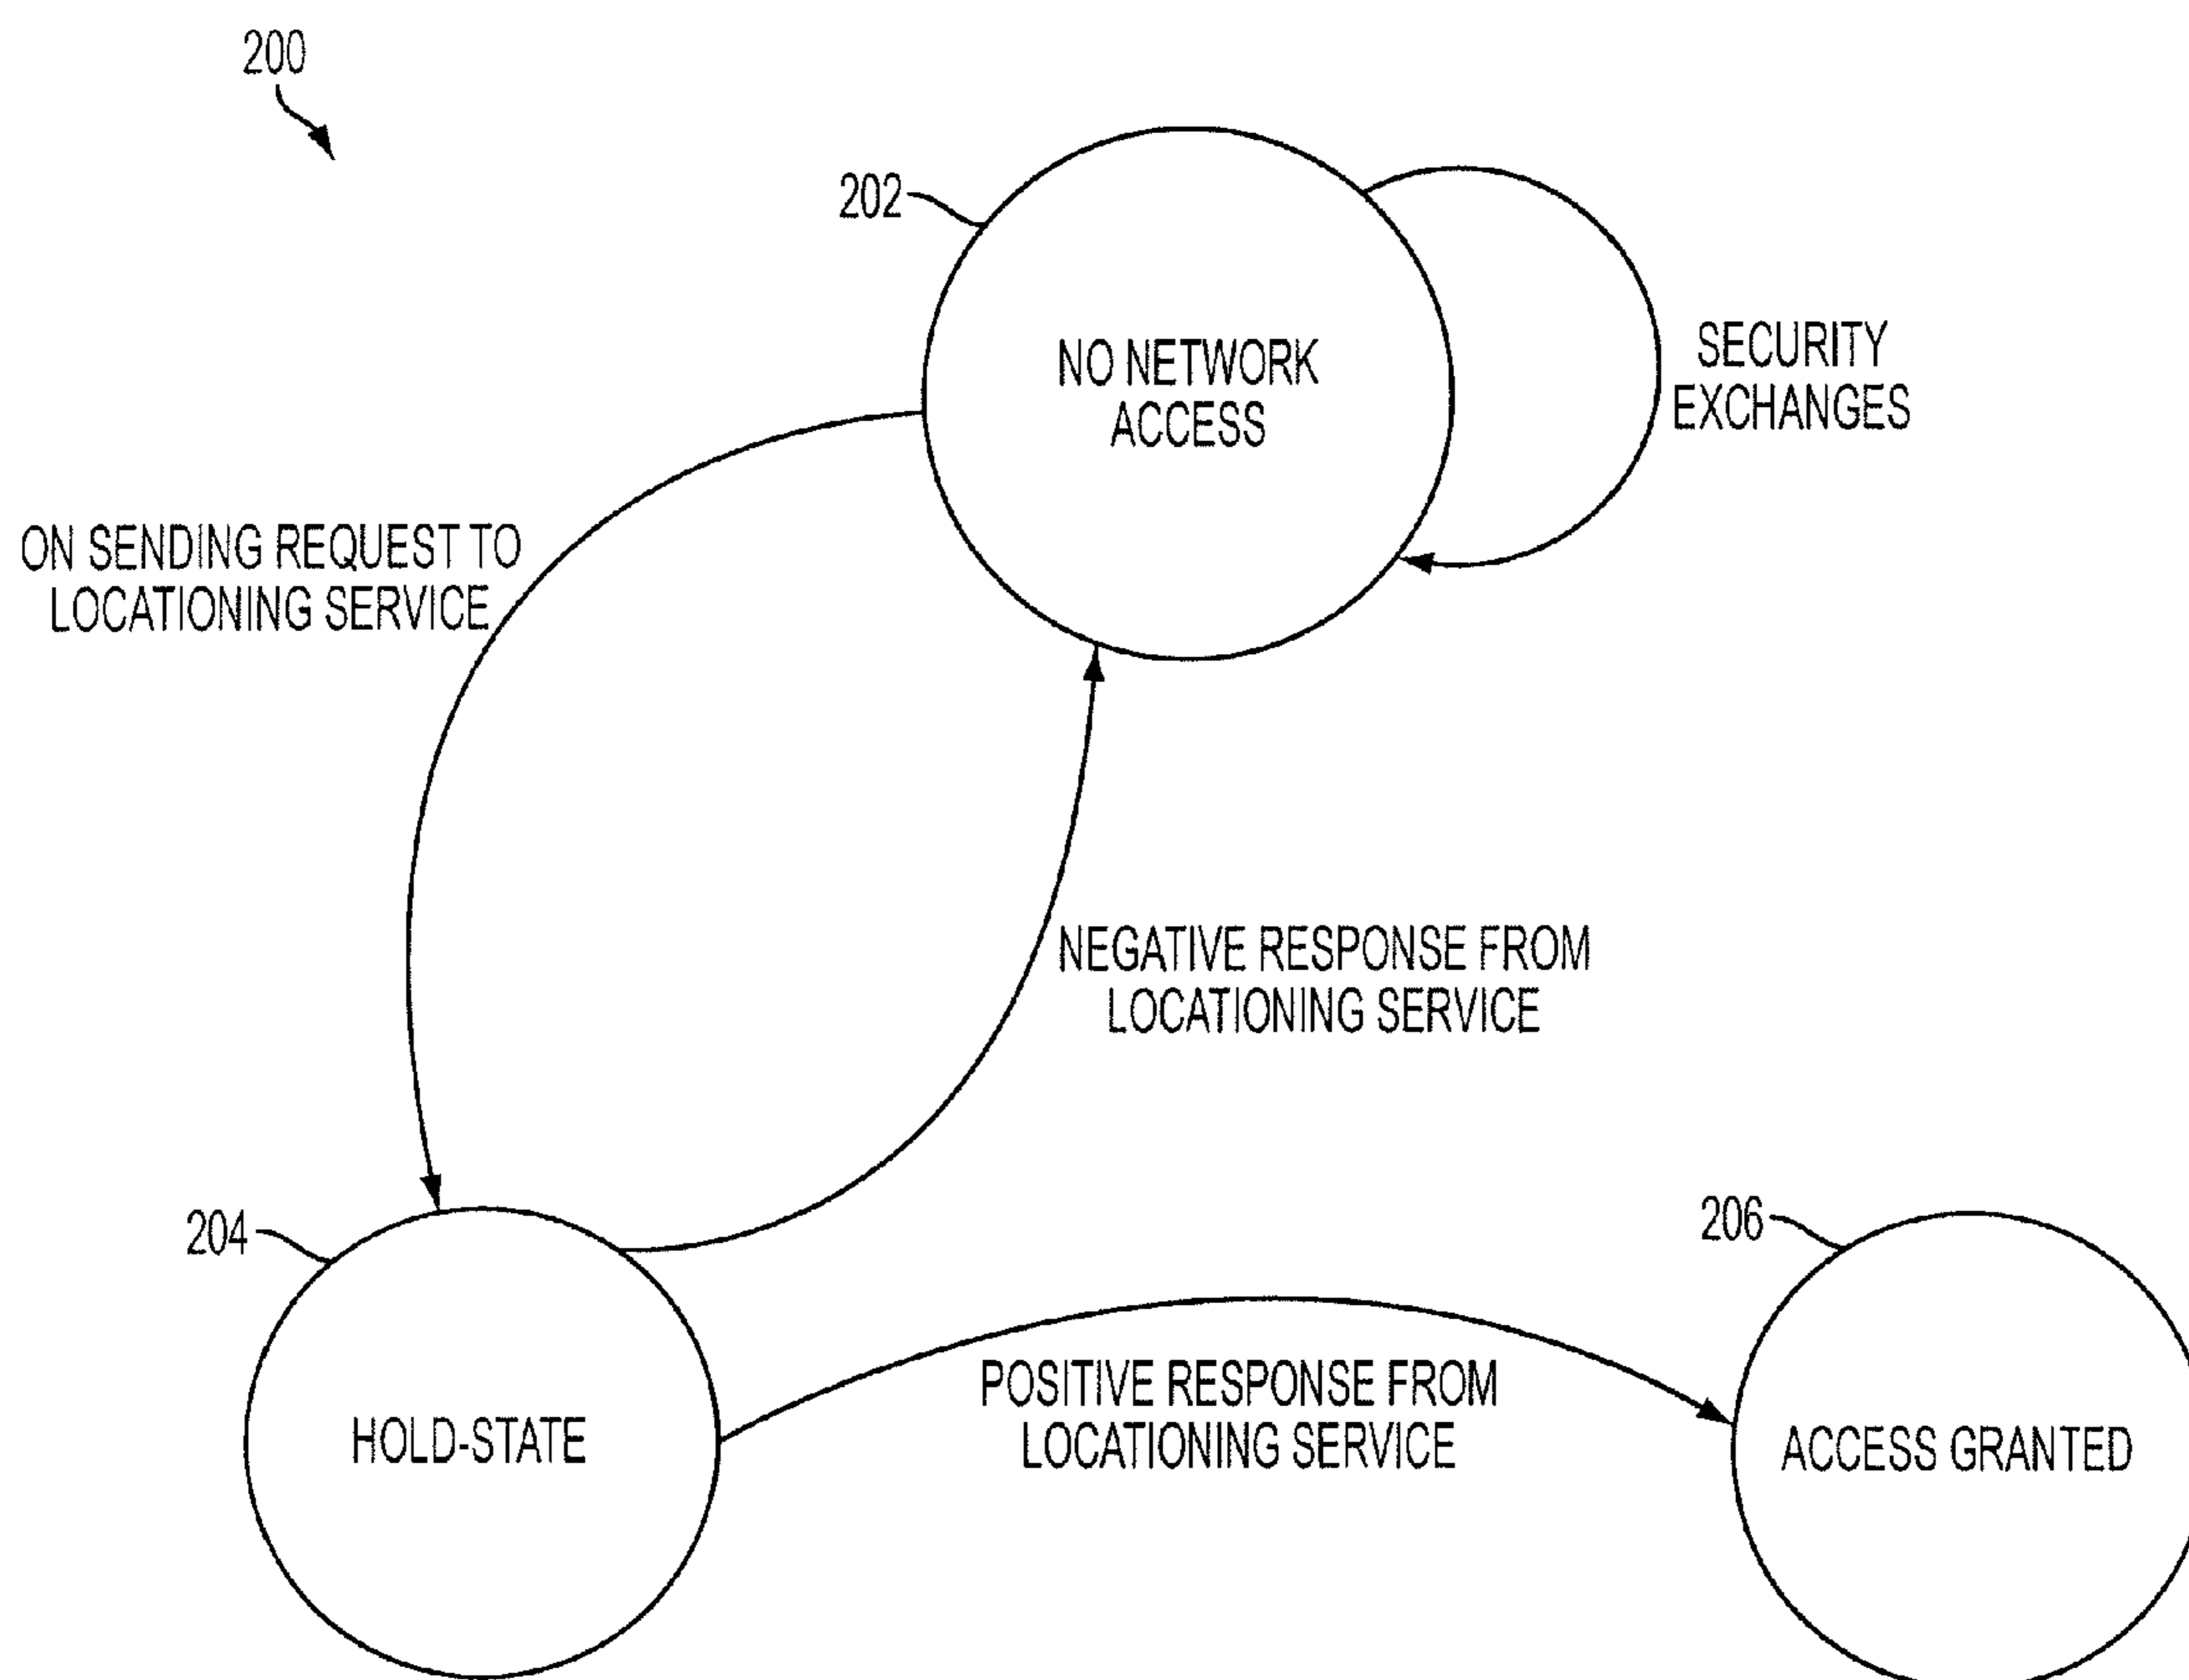 200
202
NO NETWORK
ACCESS
SECURITY
EXCHANGES
ON SENDING REQUEST TO
LOCATIONING SERVICE
NEGATIVE RESPONSE FROM
LOCATIONING SERVICE
204
HOLD-STATE
POSITIVE RESPONSE FROM
LOCATIONING SERVICE
206
ACCESS GRANTED